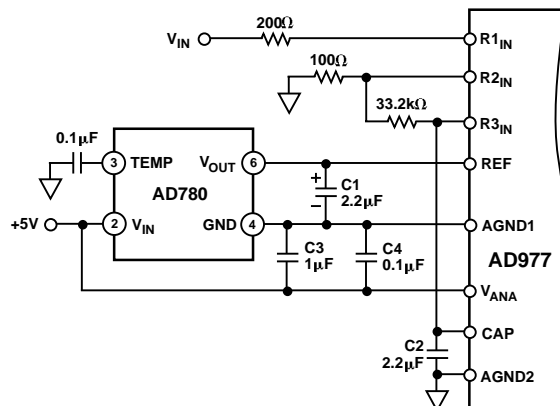 200Ω
V_IN
R1_IN
100Ω
R2_IN
33.2kΩ
R3_IN
0.1µF
3 TEMP
V_OUT 6
REF
AD780
+
C1
2.2µF
–
+5V
2 V_IN
GND 4
AGND1
C3
1µF
C4
0.1µF
AD977
V_ANA
CAP
C2
2.2µF
AGND2